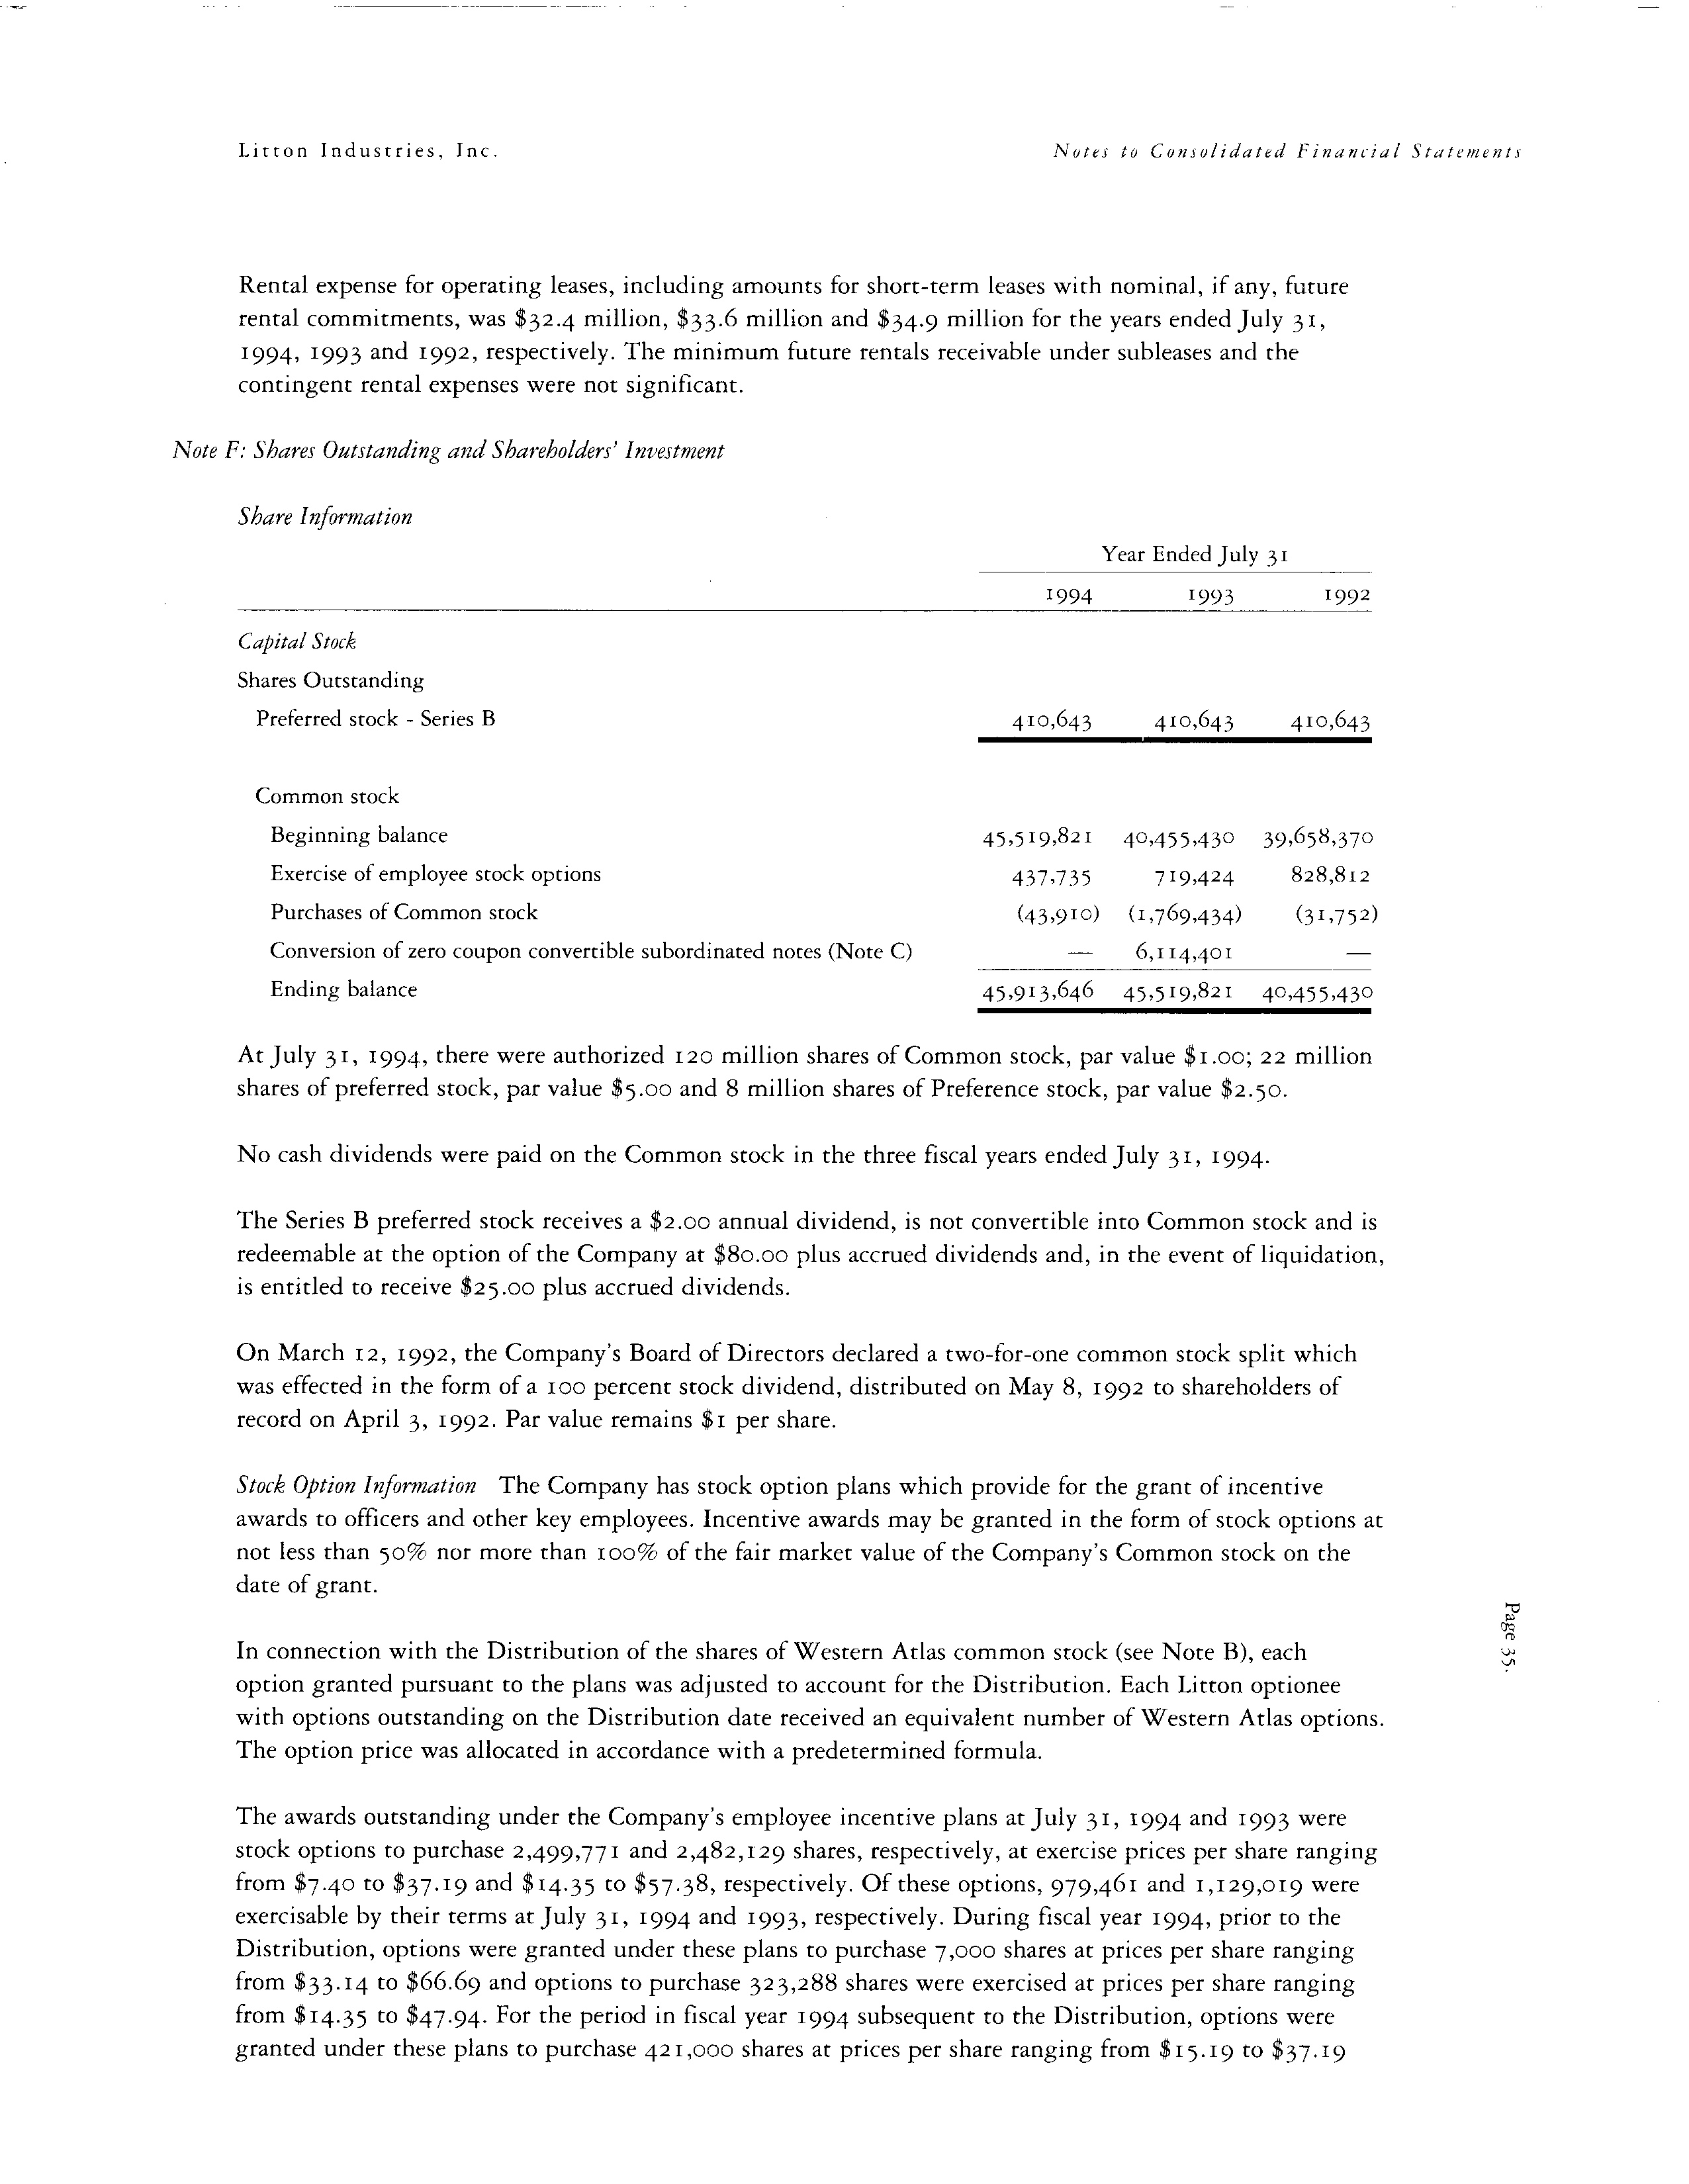 Litton Industries, Inc. Notes to Consolidated Financial Statements
Rental expense for operating leases, including amounts for short-term leases with nominal, if any, future
rental commitments, was $32.4 million, $33.6 million and $34.9 million for the years ended July 31,
1994, 1993 and 1992, respectively. The minimum future rentals receivable under subleases and the
contingent rental expenses were not significant.
Note F: Shares Outstanding and Shareholders' Investment
Share Information
Year Ended July 31
1994 1993 1992
Capital Stock
Shares Outstanding
Preferred stock - Series B 410,643 410,643 410,643
Common stock
Beginning balance 45,519,821 40,455,430 39,658,370
Exercise of employee stock options 437,735 719,424 828,812
Purchases of Common stock (43,910) (1,769,434) (31,752)
Conversion of zero coupon convertible subordinated notes (Note C) — 6,114,401 —
Ending balance 45,913,646 45,519,821 40,455,430
At July 31, 1994, there were authorized 120 million shares of Common stock, par value $1.00; 22 million
shares of preferred stock, par value $5.00 and 8 million shares of Preference stock, par value $2.50.
No cash dividends were paid on the Common stock in the three fiscal years ended July 31, 1994.
The Series B preferred stock receives a $2.00 annual dividend, is not convertible into Common stock and is
redeemable at the option of the Company at $80.00 plus accrued dividends and, in the event of liquidation,
is entitled to receive $25.00 plus accrued dividends.
On March 12, 1992, the Company's Board of Directors declared a two-for-one common stock split which
was effected in the form of a 100 percent stock dividend, distributed on May 8, 1992 to shareholders of
record on April 3, 1992. Par value remains $1 per share.
Stock Option Information The Company has stock option plans which provide for the grant of incentive
awards to officers and other key employees. Incentive awards may be granted in the form of stock options at
not less than 50% nor more than 100% of the fair market value of the Company's Common stock on the
date of grant.
In connection with the Distribution of the shares of Western Atlas common stock (see Note B), each
option granted pursuant to the plans was adjusted to account for the Distribution. Each Litton optionee
with options outstanding on the Distribution date received an equivalent number of Western Atlas options.
The option price was allocated in accordance with a predetermined formula.
The awards outstanding under the Company's employee incentive plans at July 31, 1994 and 1993 were
stock options to purchase 2,499,771 and 2,482,129 shares, respectively, at exercise prices per share ranging
from $7.40 to $37.19 and $14.35 to $57.38, respectively. Of these options, 979,461 and 1,129,019 were
exercisable by their terms at July 31, 1994 and 1993, respectively. During fiscal year 1994, prior to the
Distribution, options were granted under these plans to purchase 7,000 shares at prices per share ranging
from $33.14 to $66.69 and options to purchase 323,288 shares were exercised at prices per share ranging
from $14.35 to $47.94. For the period in fiscal year 1994 subsequent to the Distribution, options were
granted under these plans to purchase 421,000 shares at prices per share ranging from $15.19 to $37.19
Page 35.